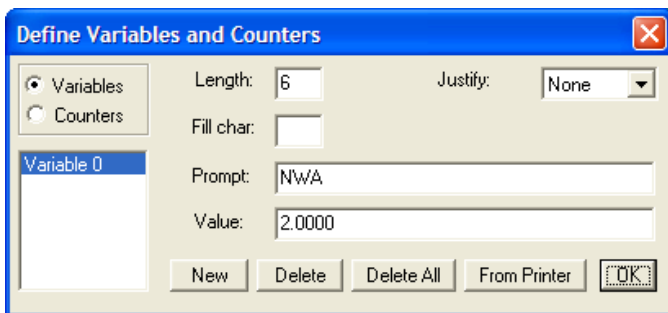 Define Variables and Counters
Variables
Counters
Variable 0
Length: 6 Justify: None
Fill char:
Prompt: NWA
Value: 2.0000
New Delete Delete All From Printer OK